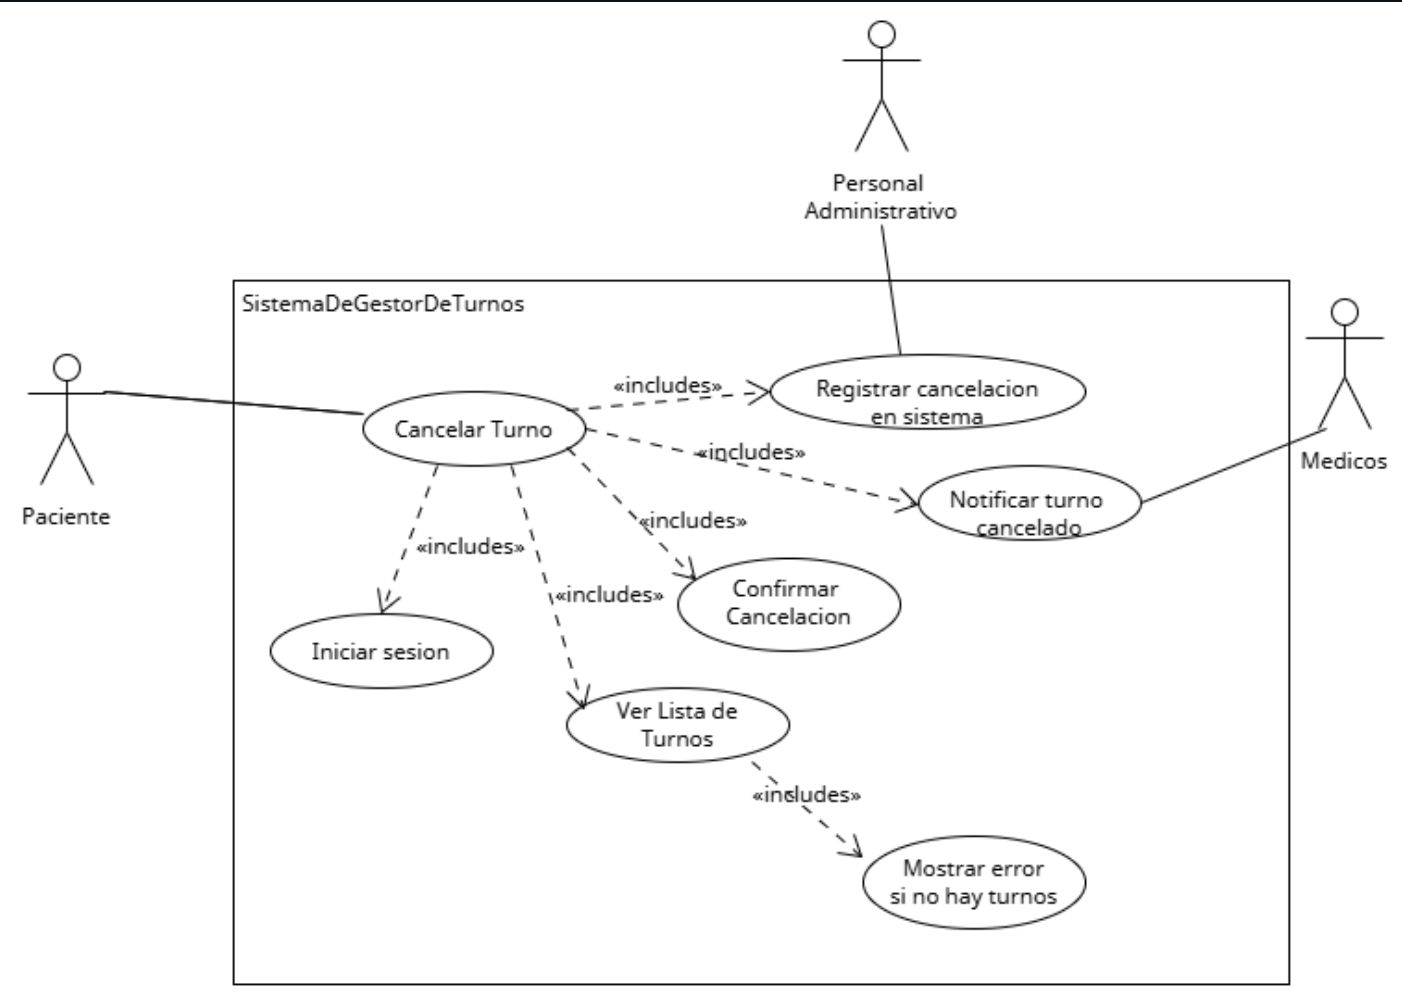 Personal
Administrativo
SistemaDeGestorDeTurnos
«includes»
Registrar cancelacion
en sistema
Cancelar Turno
«includes»
Medicos
Notificar turno
cancelado
Paciente
«includes»
«includes»
«includes»
Confirmar
Cancelacion
Iniciar sesion
Ver Lista de
Turnos
«includes»
Mostrar error
si no hay turnos